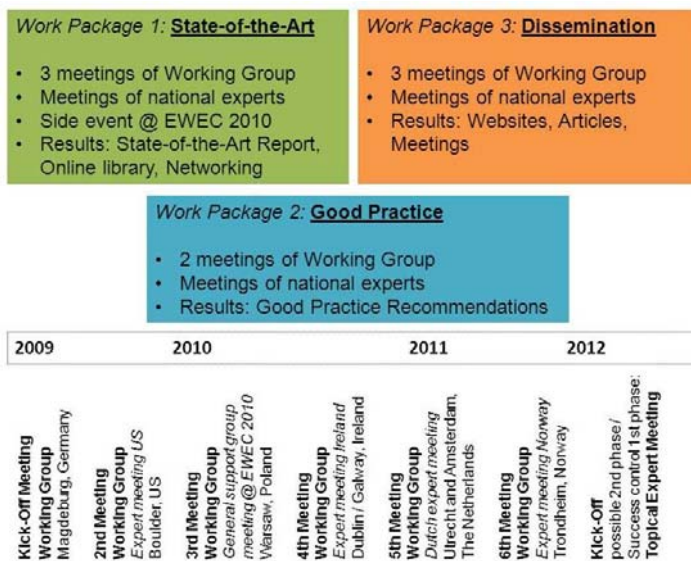 Work Package 1: State-of-the-Art
• 3 meetings of Working Group
• Meetings of national experts
• Side event @ EWEC 2010
• Results: State-of-the-Art Report,
Online library, Networking
Work Package 3: Dissemination
• 3 meetings of Working Group
• Meetings of national experts
• Results: Websites, Articles,
Meetings
Work Package 2: Good Practice
• 2 meetings of Working Group
• Meetings of national experts
• Results: Good Practice Recommendations
2009 2010 2011 2012
Kick-Off Meeting
Working Group
Magdeburg, Germany
2nd Meeting
Working Group
Expert meeting US
Boulder, US
3rd Meeting
Working Group
General support group
meeting @ EWEC 2010
Warsaw, Poland
4th Meeting
Working Group
Expert meeting Ireland
Dublin / Galway, Ireland
5th Meeting
Working Group
Dutch expert meeting
Utrecht and Amsterdam,
The Netherlands
6th Meeting
Working Group
Expert meeting Norway
Trondheim, Norway
Kick-Off
possible 2nd phase /
Success control 1st phase:
Topical Expert Meeting